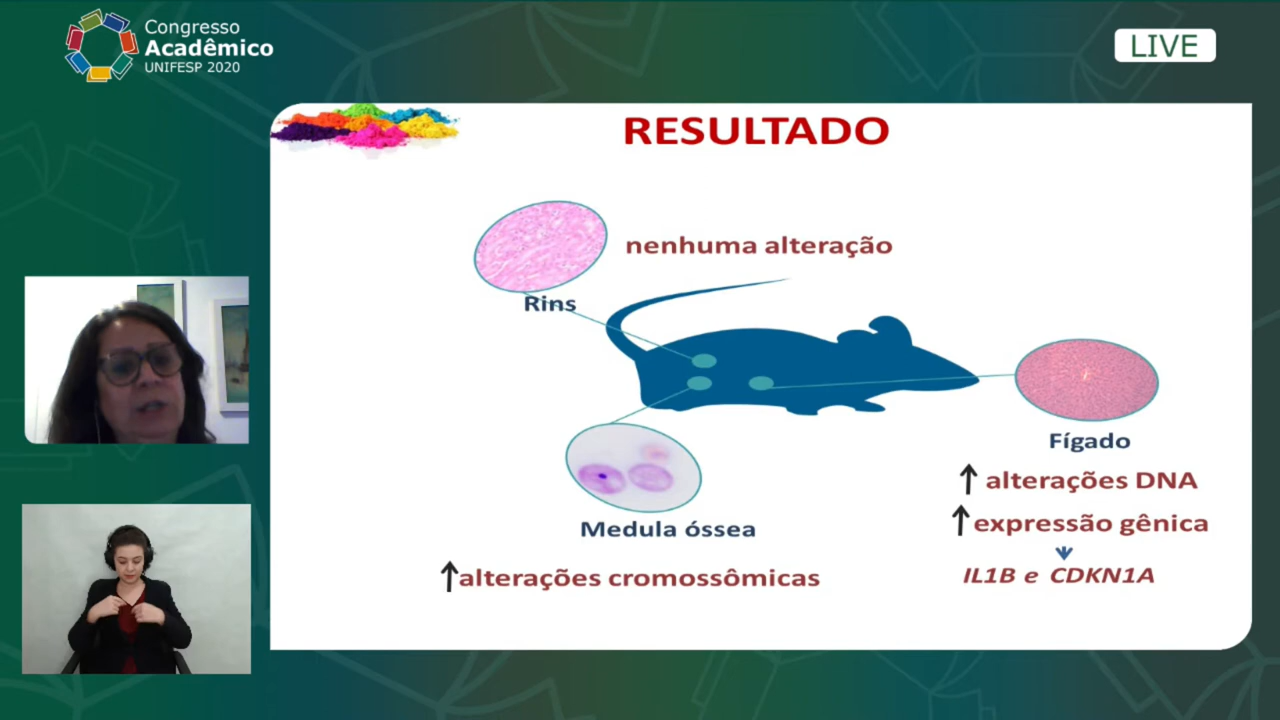 Congresso
Acadêmico
UNIFESP 2020
LIVE
RESULTADO
nenhuma alteração
Rins
Fígado
↑ alterações DNA
↑ expressão gênica
IL1B e CDKN1A
Medula óssea
↑ alterações cromossômicas